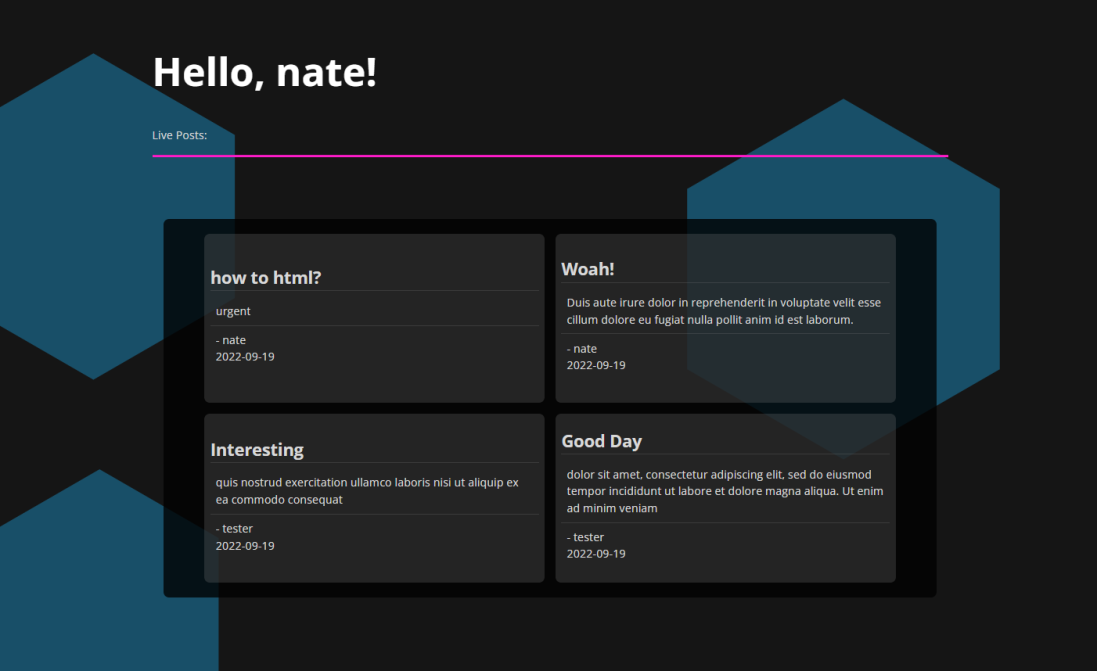 Hello, nate!
Live Posts:
how to html?
urgent
- nate
2022-09-19
Woah!
Duis aute irure dolor in reprehenderit in voluptate velit esse
cillum dolore eu fugiat nulla pollit anim id est laborum.
- nate
2022-09-19
Interesting
quis nostrud exercitation ullamco laboris nisi ut aliquip ex
ea commodo consequat
- tester
2022-09-19
Good Day
dolor sit amet, consectetur adipiscing elit, sed do eiusmod
tempor incididunt ut labore et dolore magna aliqua. Ut enim
ad minim veniam
- tester
2022-09-19